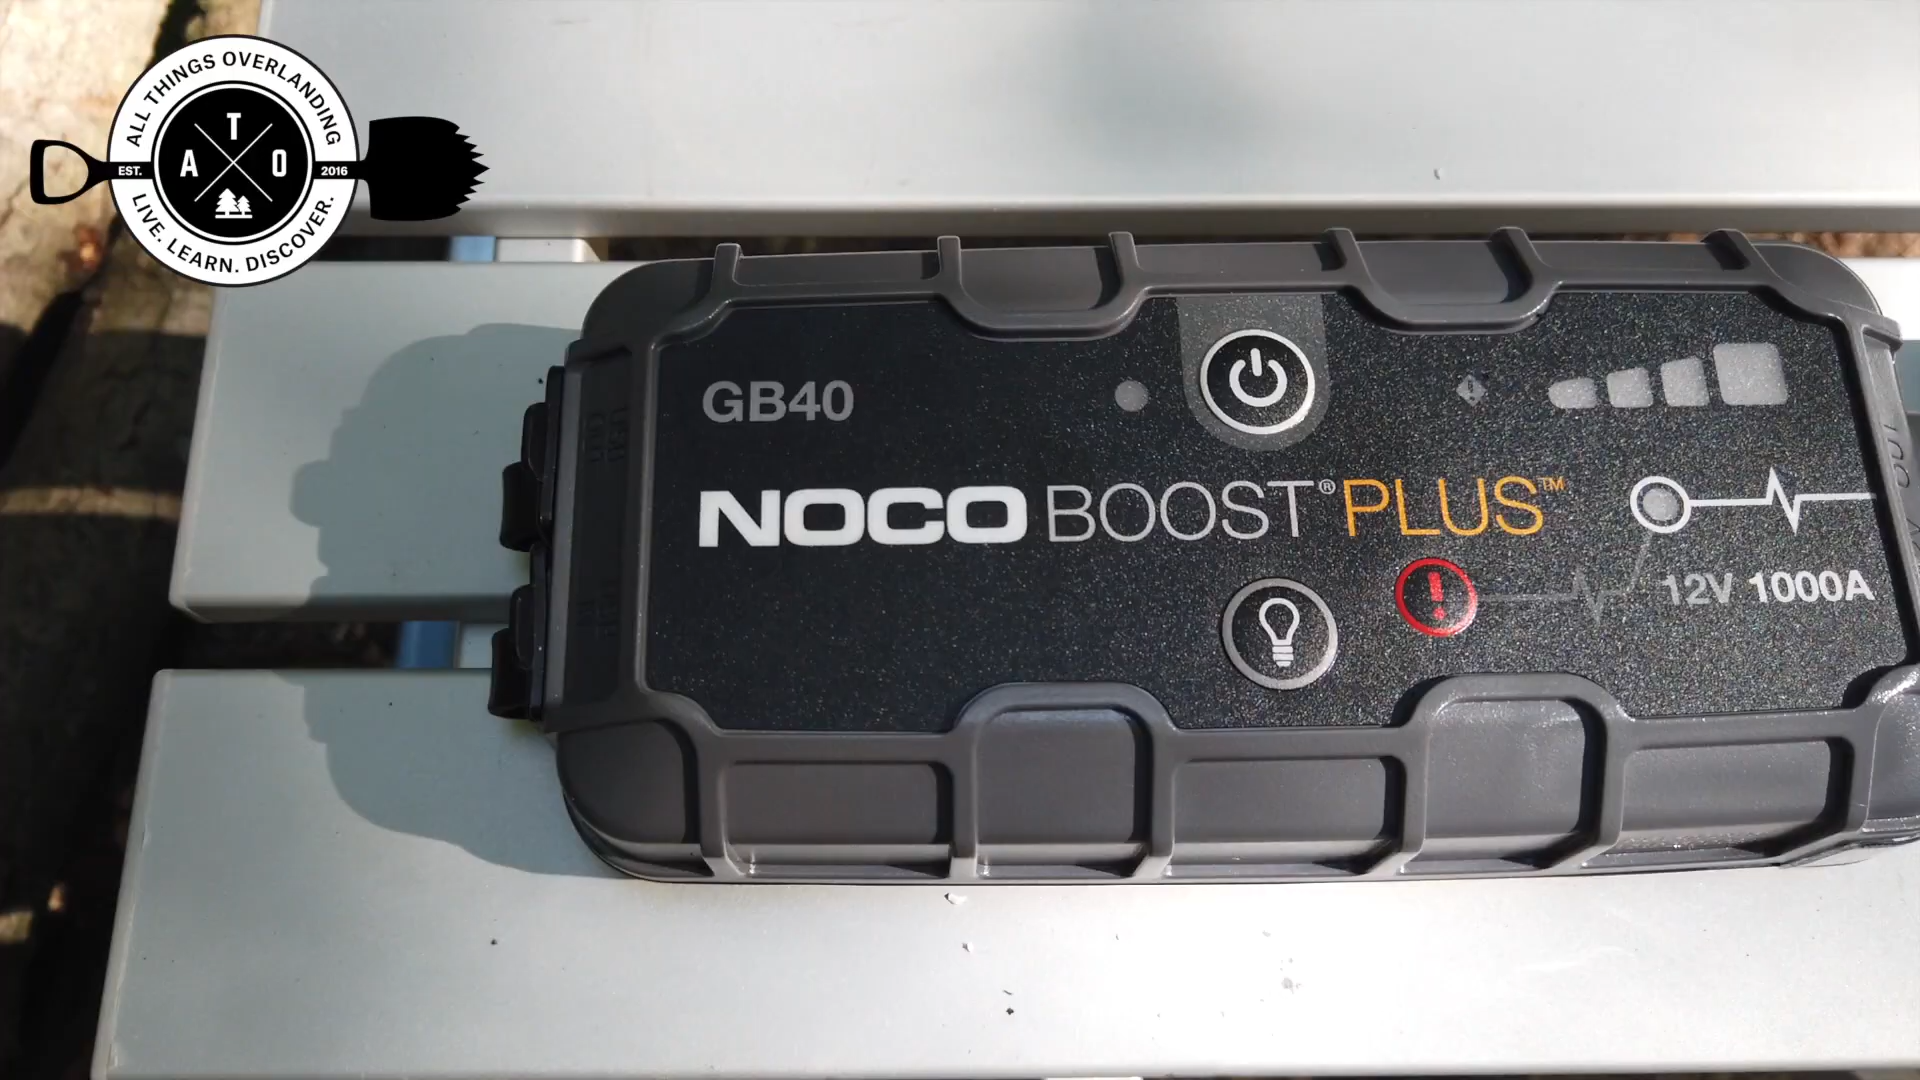 ALL THINGS OVERLANDING
T
A O
EST. 2016
LIVE. LEARN. DISCOVER.
GB40
NOCO BOOST® PLUS™
12V 1000A